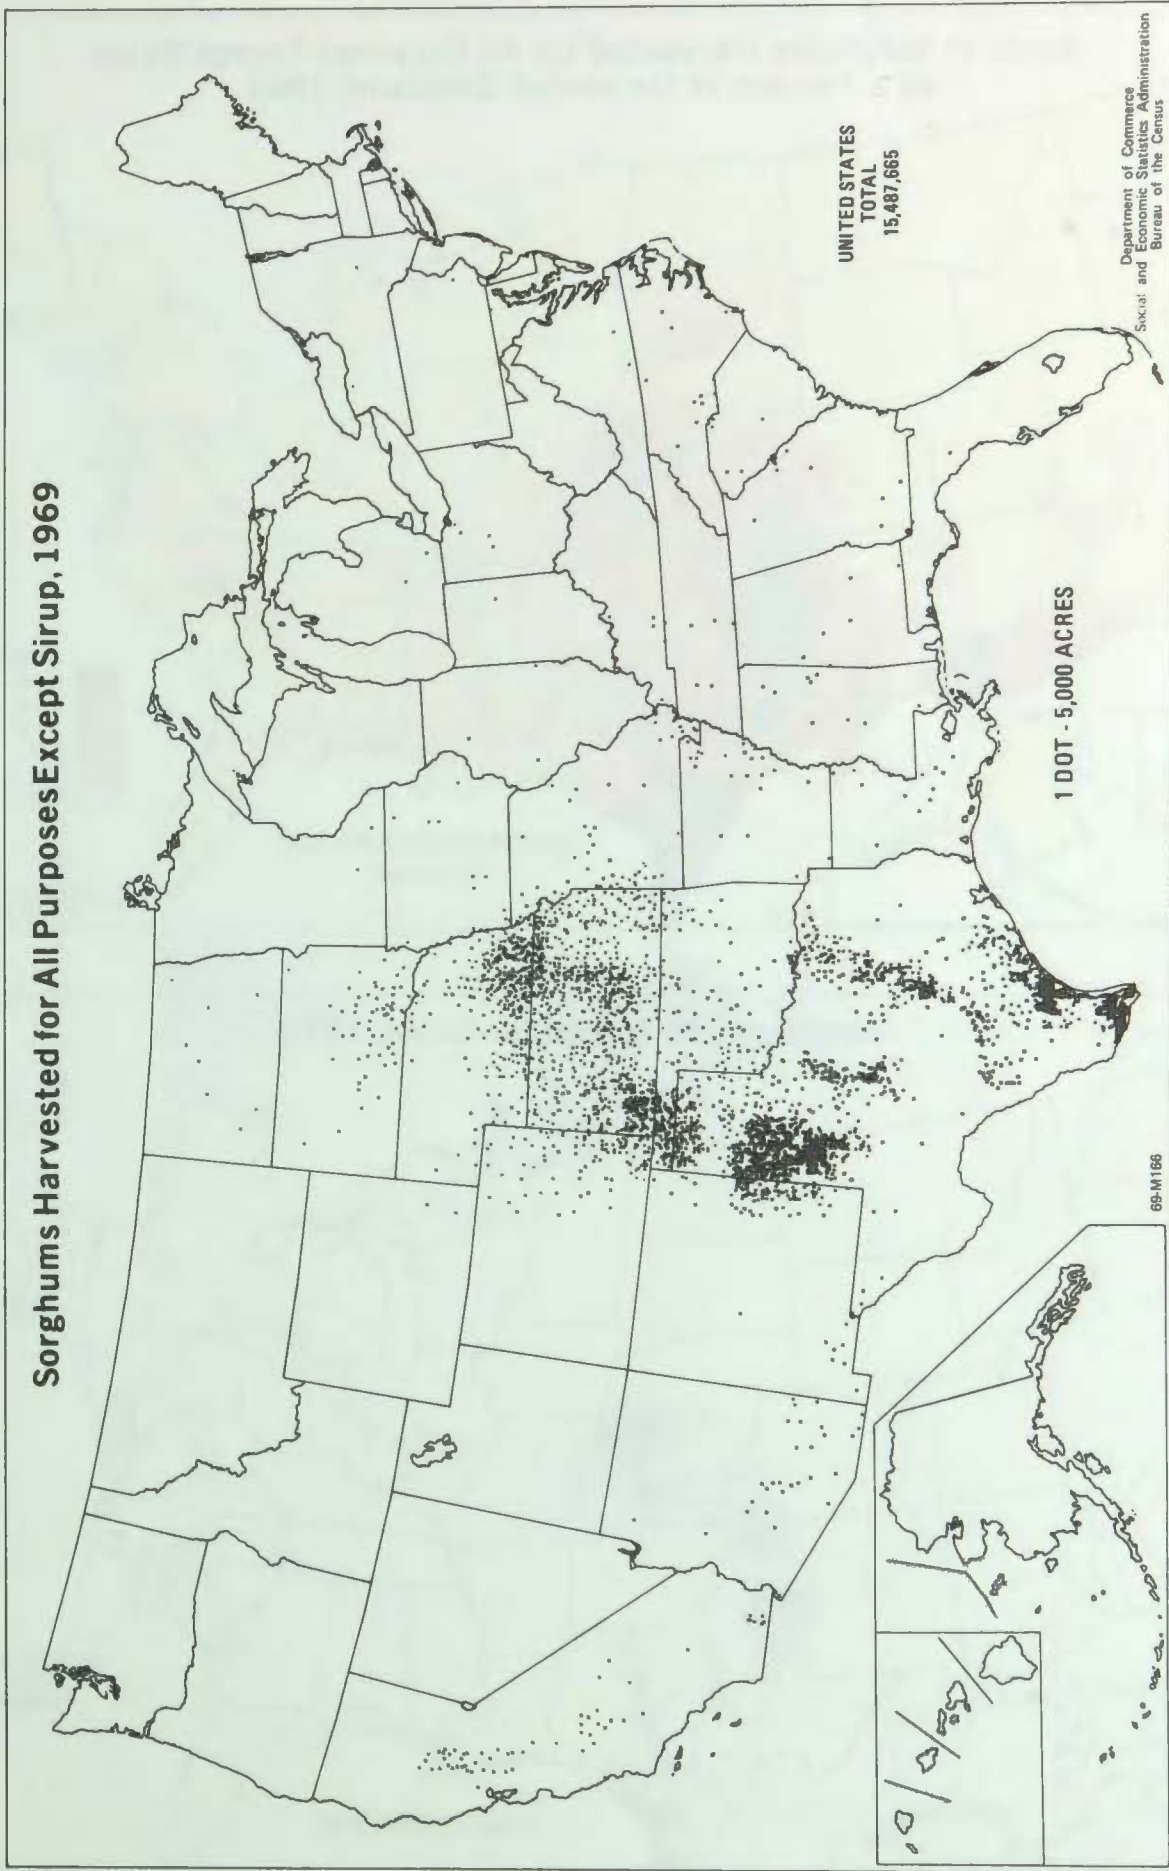 Sorghums Harvested for All Purposes Except Sirup, 1969
UNITED STATES
TOTAL
15,487,665
1 DOT - 5,000 ACRES
69-M166
Department of Commerce
Social and Economic Statistics Administration
Bureau of the Census